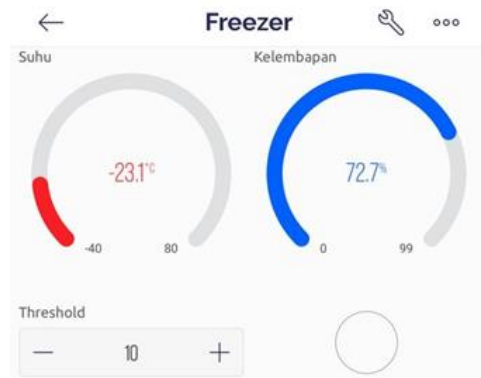 Freezer
Suhu
Kelembapan
-23.1°C
72.7%
-40
80
0
99
Threshold
10